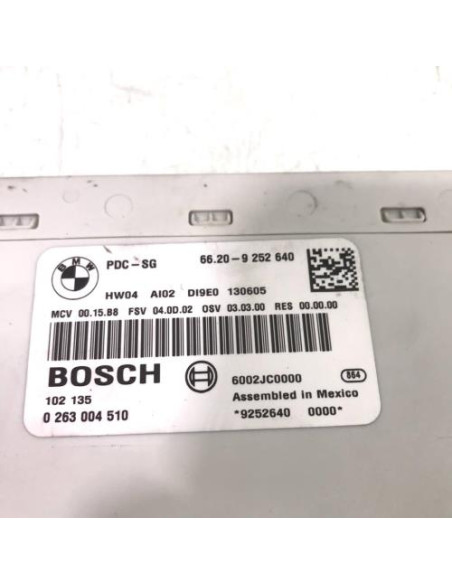 BMW PDC-SG 66.20-9 252 640
HW04 AI02 DI9E0 130605
MCV 00.15.88 FSV 04.0D.02 OSV 03.03.00 RES 00.00.00
BOSCH 6002JC0000 864
102 135 Assembled in Mexico
0 263 004 510 *9252640 0000*